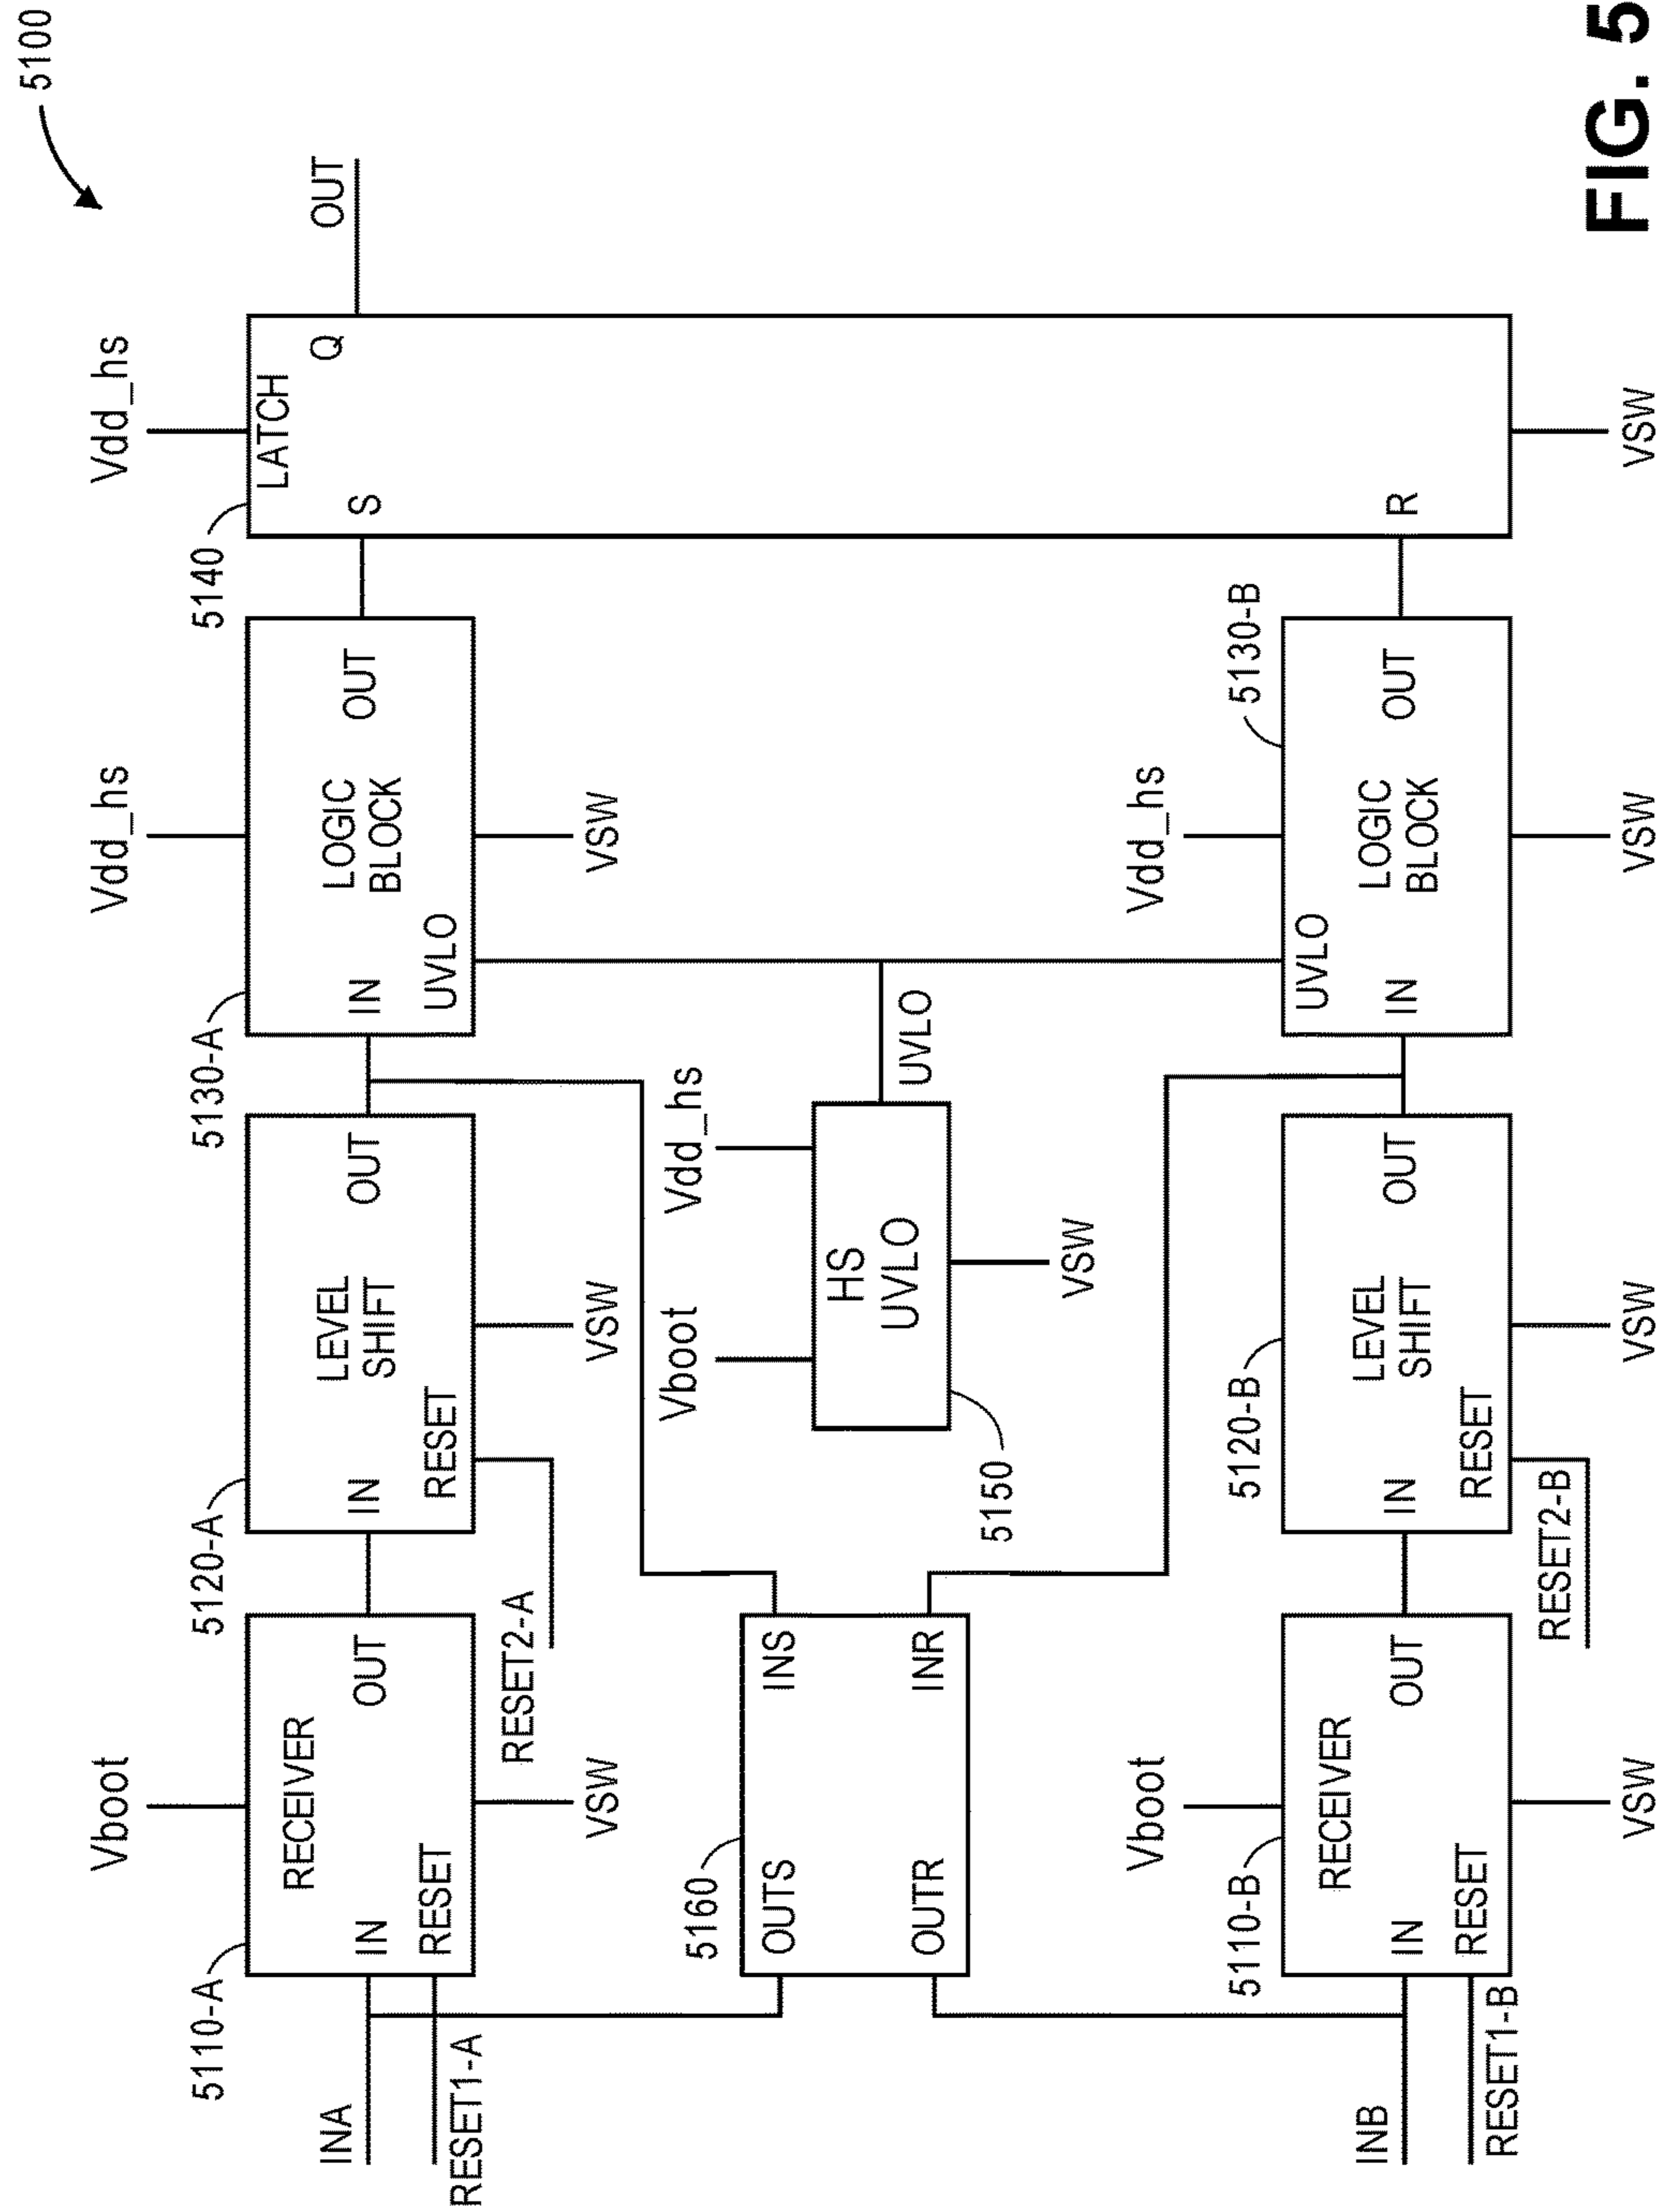 5100
Vboot
Vdd_hs
Vdd_hs
5110-A
5120-A
5130-A
5140
INA
RESET1-A
RECEIVER
IN
OUT
RESET
VSW
RESET2-A
LEVEL
SHIFT
IN
OUT
RESET
VSW
LOGIC
BLOCK
IN
OUT
UVLO
VSW
LATCH
S
Q
R
VSW
OUT
5160
OUTS
INS
OUTR
INR
Vboot
Vdd_hs
HS
UVLO
5150
VSW
UVLO
Vboot
Vdd_hs
5110-B
5120-B
5130-B
INB
RESET1-B
RECEIVER
IN
OUT
RESET
VSW
RESET2-B
LEVEL
SHIFT
IN
OUT
RESET
VSW
UVLO
LOGIC
BLOCK
IN
OUT
VSW
FIG. 5